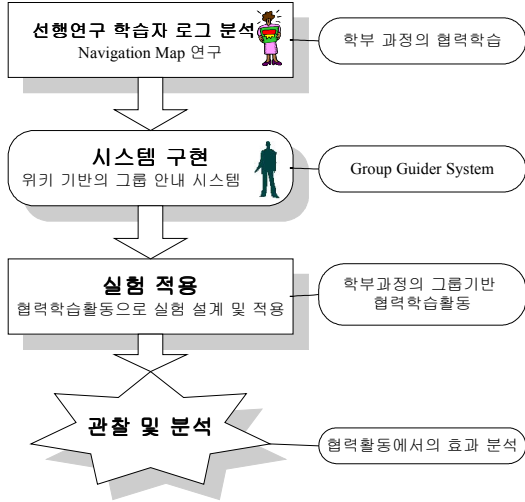 선행연구 학습자 로그 분석
Navigation Map 연구
학부 과정의 협력학습
시스템 구현
위키 기반의 그룹 안내 시스템
Group Guider System
실험 적용
협력학습활동으로 실험 설계 및 적용
학부과정의 그룹기반
협력학습활동
관찰 및 분석
협력활동에서의 효과 분석